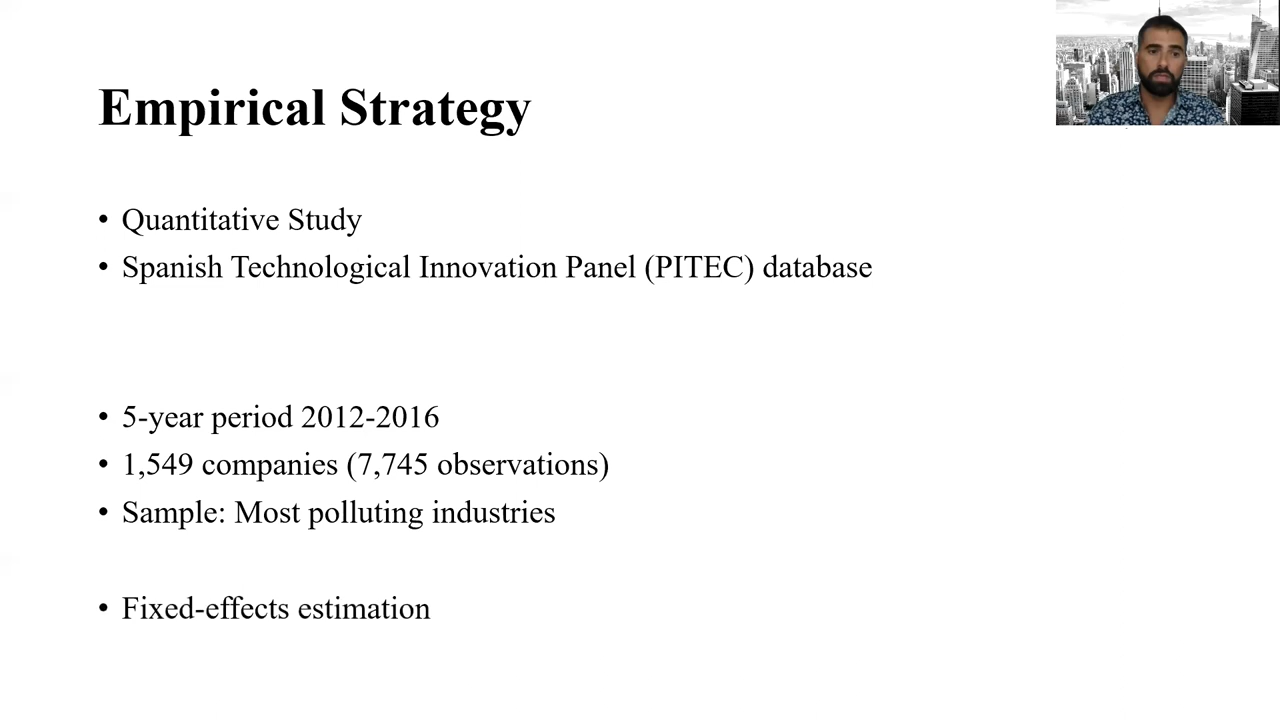 Empirical Strategy
• Quantitative Study
• Spanish Technological Innovation Panel (PITEC) database
• 5-year period 2012-2016
• 1,549 companies (7,745 observations)
• Sample: Most polluting industries
• Fixed-effects estimation